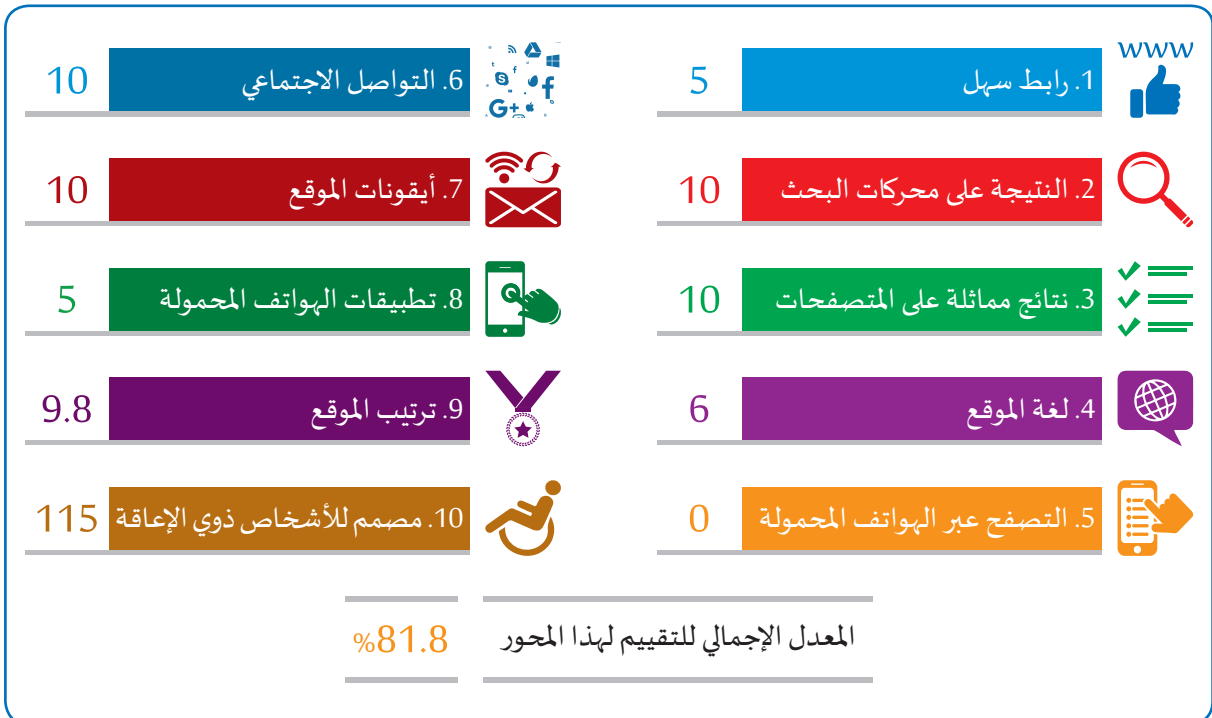 www
1. رابط سهل
5
2. النتيجة على محركات البحث
10
3. نتائج مماثلة على المتصفحات
10
4. لغة الموقع
6
5. التصفح عبر الهواتف المحمولة
0
6. التواصل الاجتماعي
10
7. أيقونات الموقع
10
8. تطبيقات الهواتف المحمولة
5
9. ترتيب الموقع
9.8
10. مصمم للأشخاص ذوي الإعاقة
115
المعدل الإجمالي للتقييم لهذا المحور
%81.8